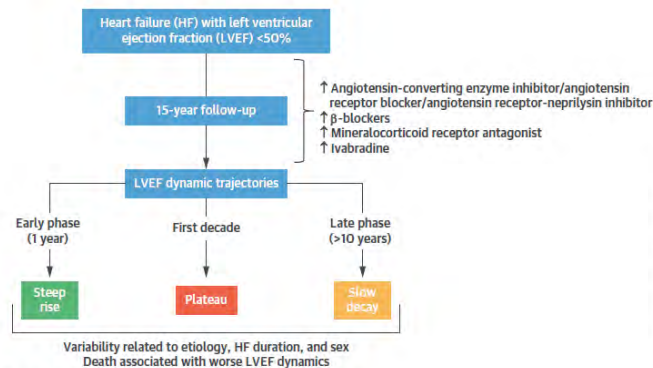 Heart failure (HF) with left ventricular
ejection fraction (LVEF) <50%
15-year follow-up
↑ Angiotensin-converting enzyme inhibitor/angiotensin
receptor blocker/angiotensin receptor-neprilysin inhibitor
↑ β-blockers
↑ Mineralocorticoid receptor antagonist
↑ Ivabradine
LVEF dynamic trajectories
Early phase
(1 year)
First decade
Late phase
(>10 years)
Steep
rise
Plateau
Slow
decay
Variability related to etiology, HF duration, and sex
Death associated with worse LVEF dynamics